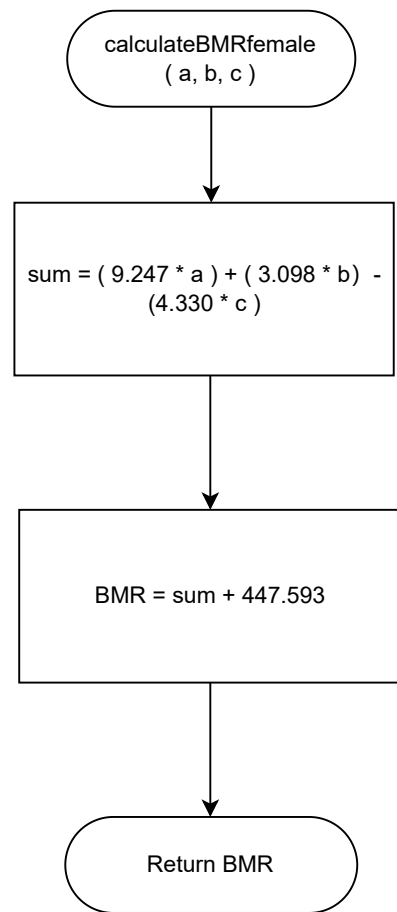 calculateBMRfemale
( a, b, c )
sum = ( 9.247 * a ) + ( 3.098 * b)  -
(4.330 * c )
BMR = sum + 447.593
Return BMR